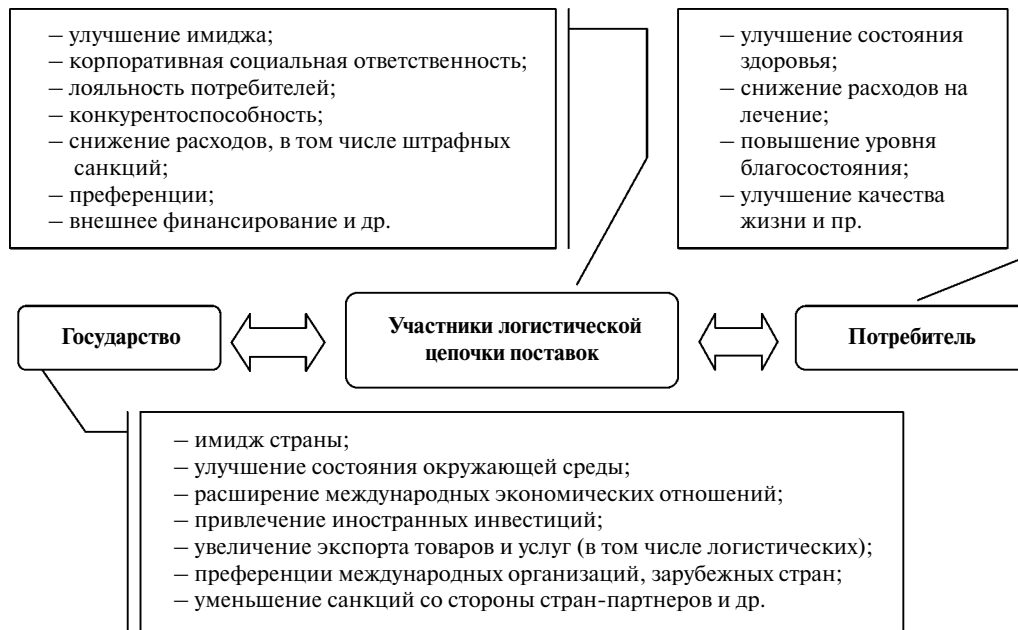 – улучшение имиджа;
– корпоративная социальная ответственность;
– лояльность потребителей;
– конкурентоспособность;
– снижение расходов, в том числе штрафных
санкций;
– преференции;
– внешнее финансирование и др.
– улучшение состояния
здоровья;
– снижение расходов на
лечение;
– повышение уровня
благосостояния;
– улучшение качества
жизни и пр.
Государство
Участники логистической
цепочки поставок
Потребитель
– имидж страны;
– улучшение состояния окружающей среды;
– расширение международных экономических отношений;
– привлечение иностранных инвестиций;
– увеличение экспорта товаров и услуг (в том числе логистических);
– преференции международных организаций, зарубежных стран;
– уменьшение санкций со стороны стран-партнеров и др.